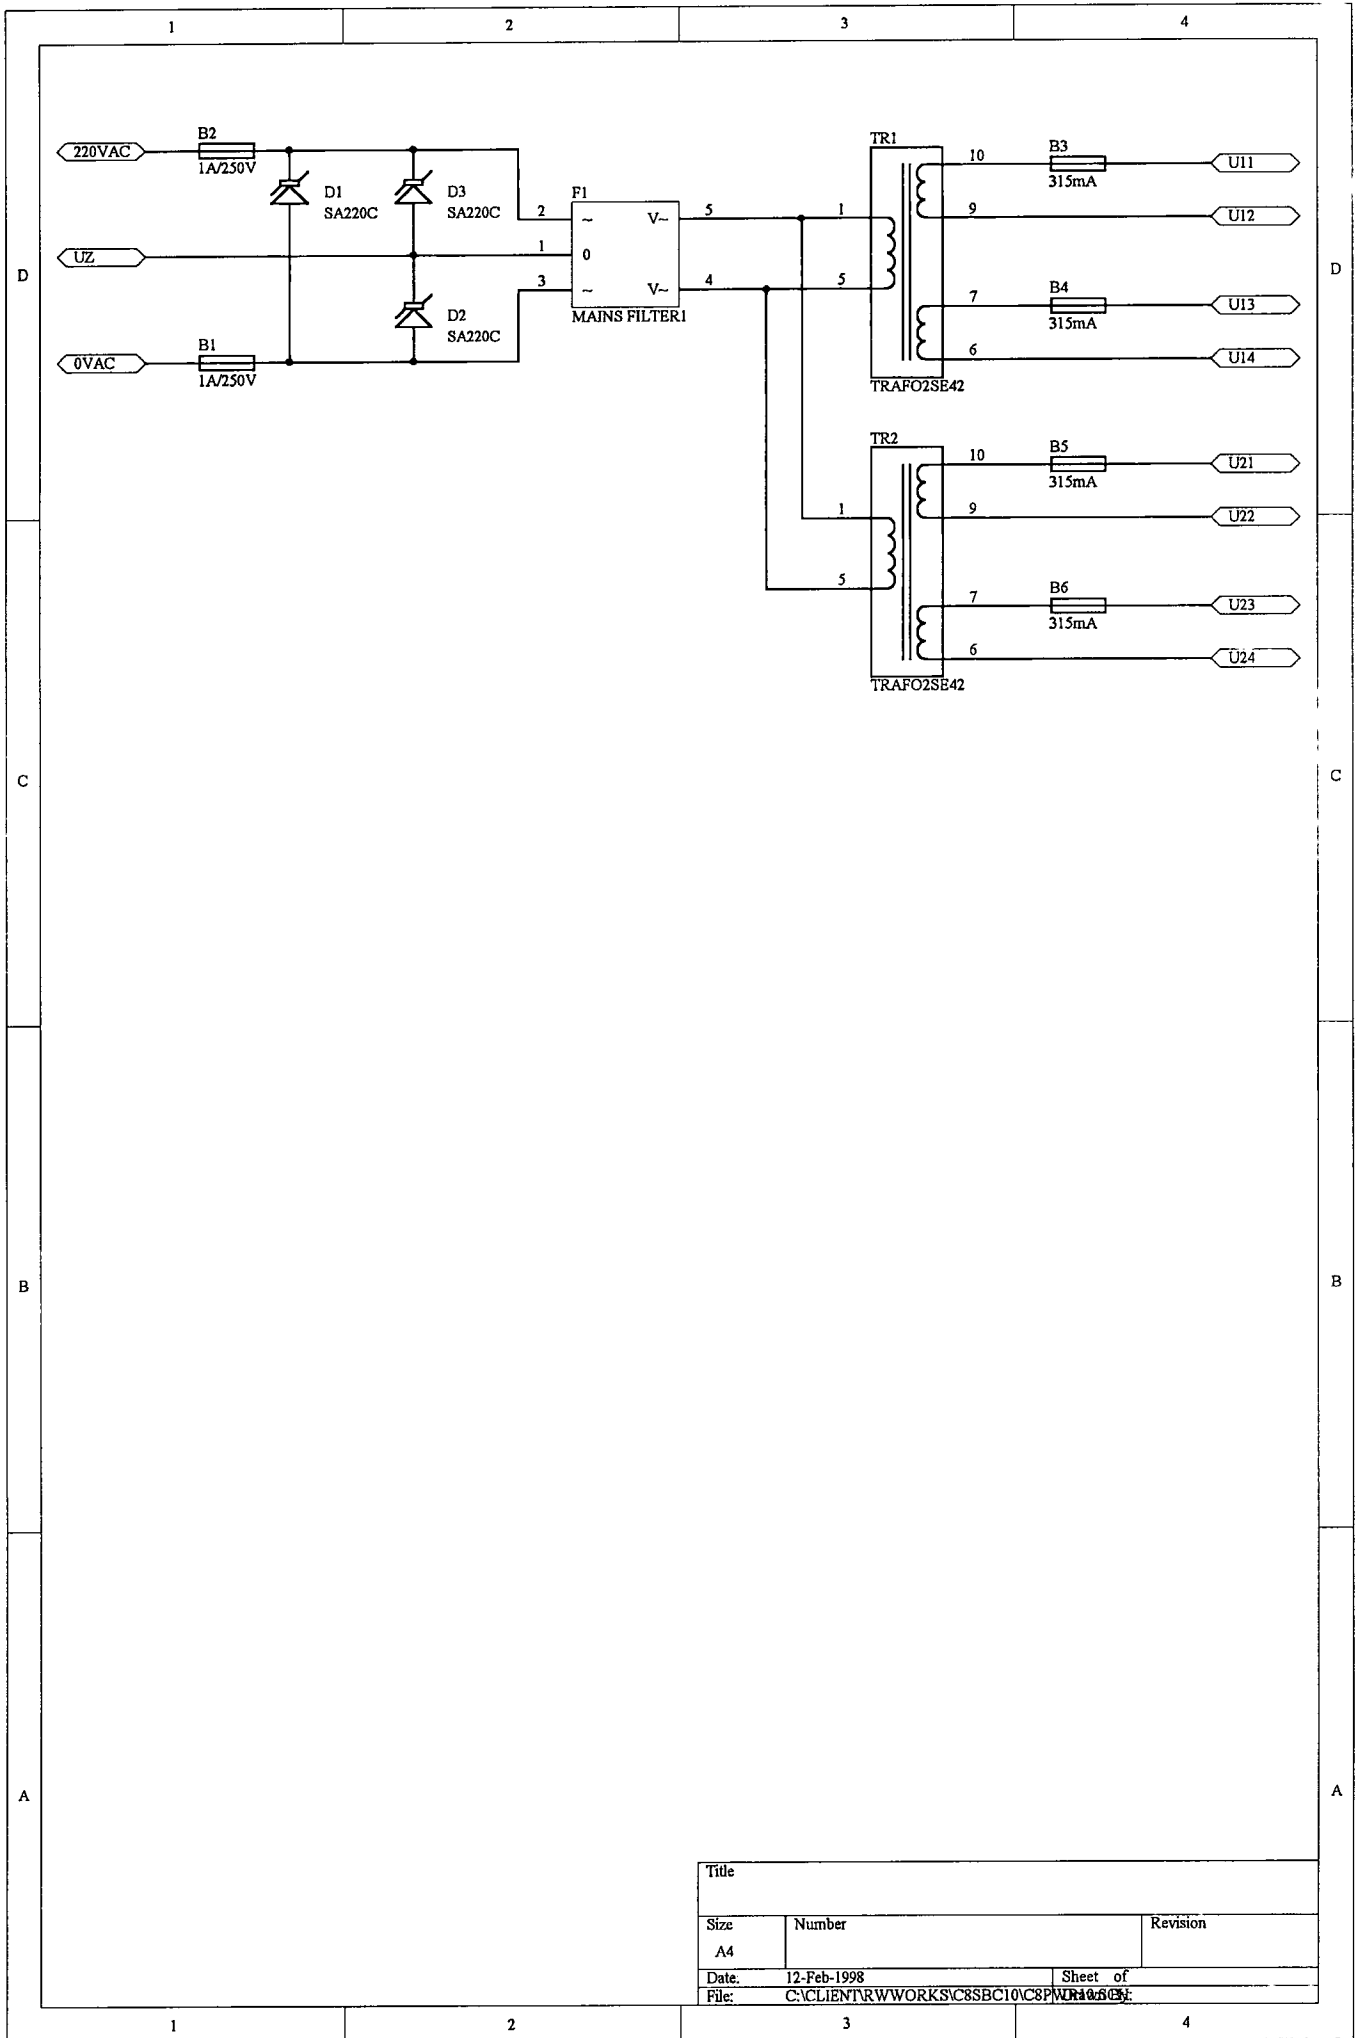 1 2 3 4
B2
220VAC
1A/250V
D1
SA220C
D3
SA220C
UZ
B1
0VAC
1A/250V
D2
SA220C
F1
2 ~ V~ 5
1 0
3 ~ V~ 4
MAINS FILTER1
TR1
1
5
10
9
7
6
TRAFO2SE42
B3
315mA
U11
U12
B4
315mA
U13
U14
TR2
1
5
10
9
7
6
TRAFO2SE42
B5
315mA
U21
U22
B6
315mA
U23
U24
D D
C C
B B
A A
Title
Size Number Revision
A4
Date: 12-Feb-1998 Sheet of
File: C:\CLIENT\RWWORKS\C8SBC10\
1 2 3 4